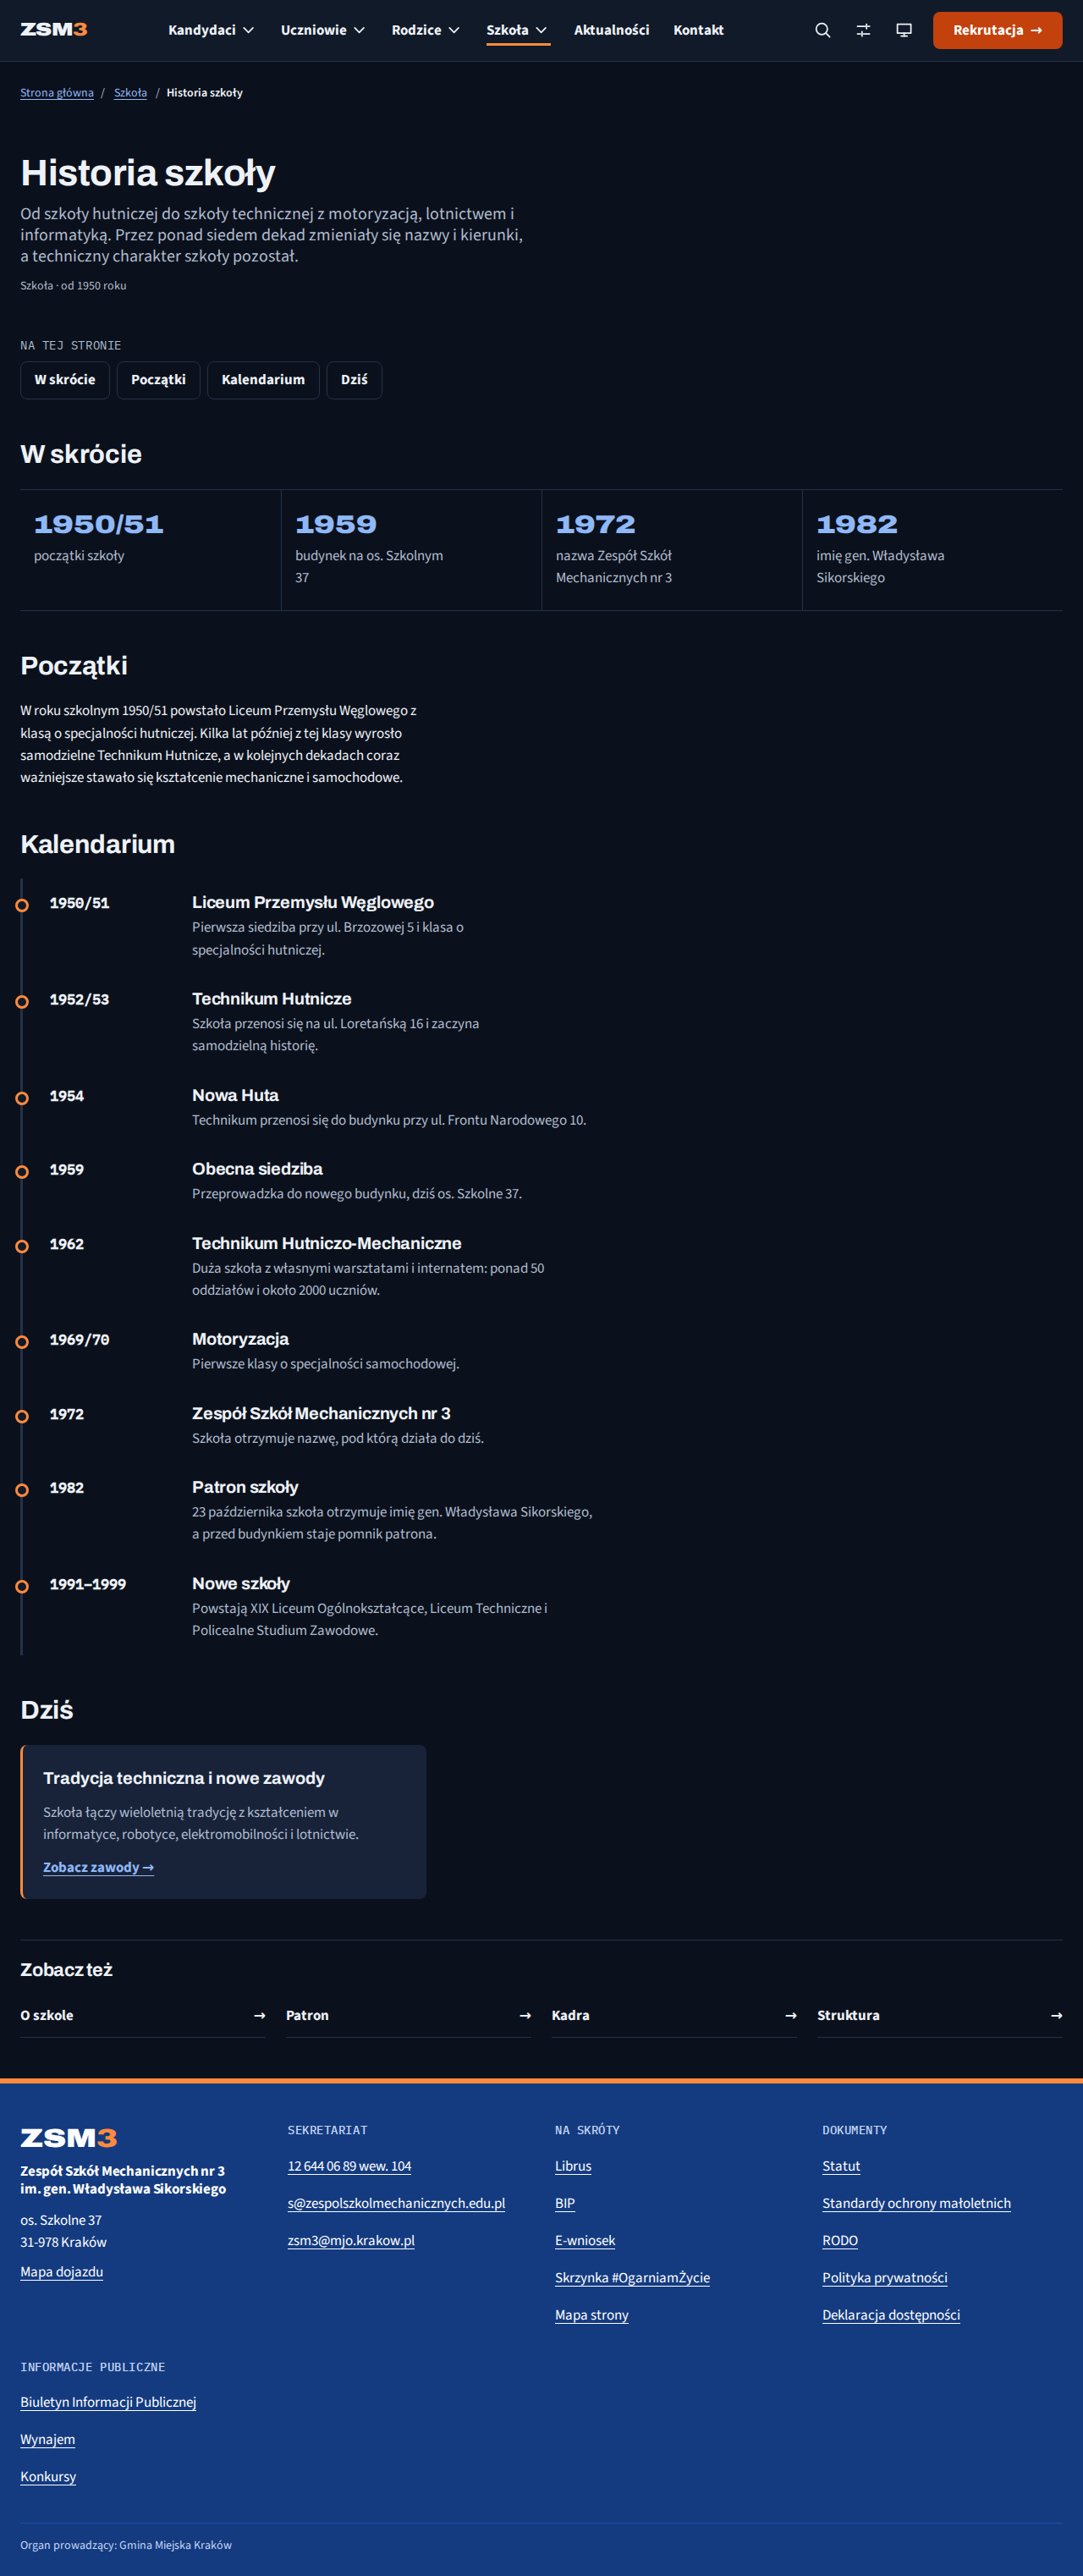 ZSM3 Kandydaci Uczniowie Rodzice Szkoła Aktualności Kontakt Rekrutacja →
Strona główna / Szkoła / Historia szkoły
Historia szkoły
Od szkoły hutniczej do szkoły technicznej z motoryzacją, lotnictwem i
informatyką. Przez ponad siedem dekad zmieniały się nazwy i kierunki,
a techniczny charakter szkoły pozostał.
Szkoła · od 1950 roku
NA TEJ STRONIE
W skrócie Początki Kalendarium Dziś
W skrócie
1950/51
początki szkoły
1959
budynek na os. Szkolnym
37
1972
nazwa Zespół Szkół
Mechanicznych nr 3
1982
imię gen. Władysława
Sikorskiego
Początki
W roku szkolnym 1950/51 powstało Liceum Przemysłu Węglowego z
klasą o specjalności hutniczej. Kilka lat później z tej klasy wyrosło
samodzielne Technikum Hutnicze, a w kolejnych dekadach coraz
ważniejsze stawało się kształcenie mechaniczne i samochodowe.
Kalendarium
1950/51 Liceum Przemysłu Węglowego
Pierwsza siedziba przy ul. Brzozowej 5 i klasa o
specjalności hutniczej.
1952/53 Technikum Hutnicze
Szkoła przenosi się na ul. Loretańską 16 i zaczyna
samodzielną historię.
1954 Nowa Huta
Technikum przenosi się do budynku przy ul. Frontu Narodowego 10.
1959 Obecna siedziba
Przeprowadzka do nowego budynku, dziś os. Szkolne 37.
1962 Technikum Hutniczo-Mechaniczne
Duża szkoła z własnymi warsztatami i internatem: ponad 50
oddziałów i około 2000 uczniów.
1969/70 Motoryzacja
Pierwsze klasy o specjalności samochodowej.
1972 Zespół Szkół Mechanicznych nr 3
Szkoła otrzymuje nazwę, pod którą działa do dziś.
1982 Patron szkoły
23 października szkoła otrzymuje imię gen. Władysława Sikorskiego,
a przed budynkiem staje pomnik patrona.
1991–1999 Nowe szkoły
Powstają XIX Liceum Ogólnokształcące, Liceum Techniczne i
Policealne Studium Zawodowe.
Dziś
Tradycja techniczna i nowe zawody
Szkoła łączy wieloletnią tradycję z kształceniem w
informatyce, robotyce, elektromobilności i lotnictwie.
Zobacz zawody →
Zobacz też
O szkole → Patron → Kadra → Struktura →
ZSM3
Zespół Szkół Mechanicznych nr 3
im. gen. Władysława Sikorskiego
os. Szkolne 37
31-978 Kraków
Mapa dojazdu
SEKRETARIAT
12 644 06 89 wew. 104
s@zespolszkolmechanicznych.edu.pl
zsm3@mjo.krakow.pl
NA SKRÓTY
Librus
BIP
E-wniosek
Skrzynka #OgarniamŻycie
Mapa strony
DOKUMENTY
Statut
Standardy ochrony małoletnich
RODO
Polityka prywatności
Deklaracja dostępności
INFORMACJE PUBLICZNE
Biuletyn Informacji Publicznej
Wynajem
Konkursy
Organ prowadzący: Gmina Miejska Kraków